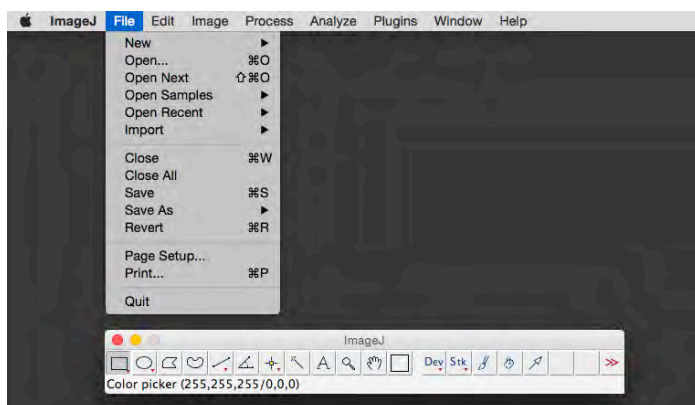 ImageJ File Edit Image Process Analyze Plugins Window Help
New
Open... ⌘O
Open Next ⇧⌘O
Open Samples
Open Recent
Import
Close ⌘W
Close All
Save ⌘S
Save As
Revert ⌘R
Page Setup...
Print... ⌘P
Quit
ImageJ
A Dev Stk
Color picker (255,255,255/0,0,0)